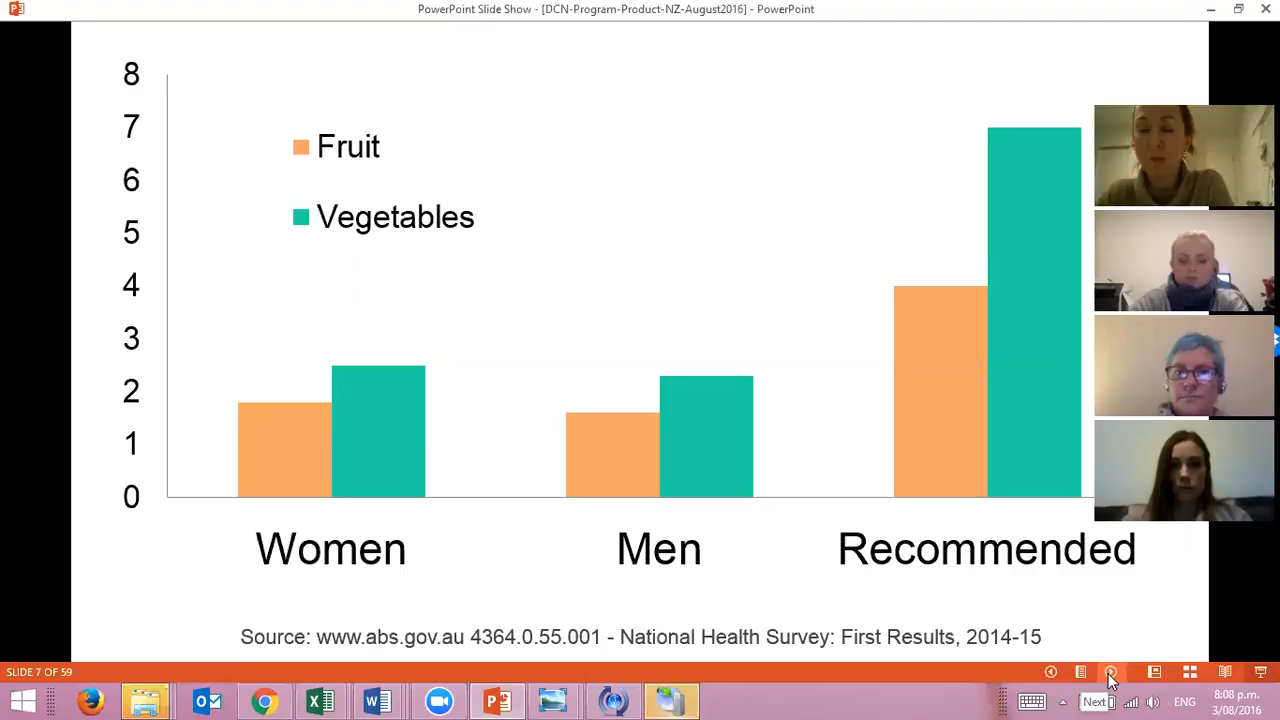 PowerPoint Slide Show - [DCN-Program-Product-NZ-August2016] - PowerPoint
8
7
6
5
4
3
2
1
0
Fruit
Vegetables
Women
Men
Recommended
Source: www.abs.gov.au 4364.0.55.001 - National Health Survey: First Results, 2014-15
SLIDE 7 OF 59
Next
ENG
8:08 p.m.
3/08/2016